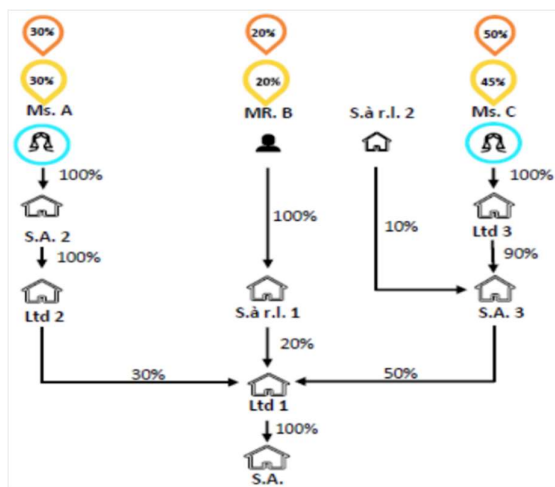 30% 20% 50%
30% 20% 45%
Ms. A MR. B S.à r.l. 2 Ms. C
100% 100%
S.A. 2 100% 10% Ltd 3
100% 90%
Ltd 2 S.à r.l. 1 S.A. 3
20%
30% 50%
Ltd 1
100%
S.A.